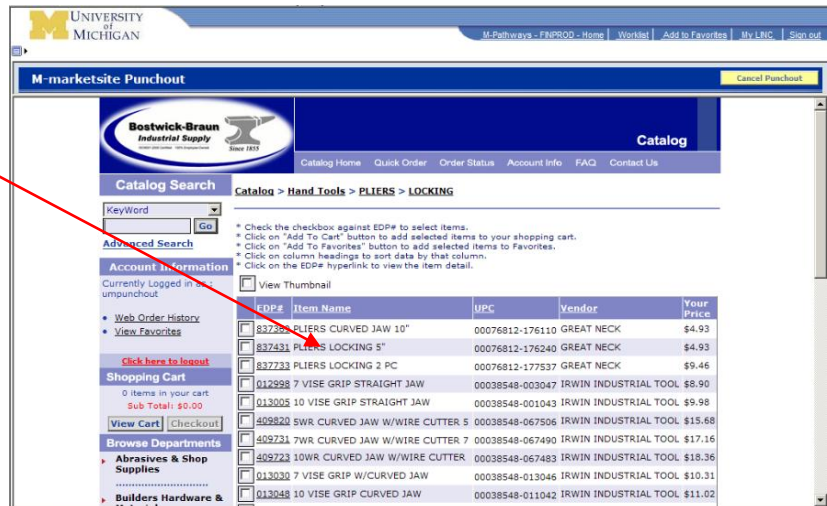 UNIVERSITY
of
MICHIGAN
M-Pathways - FINPROD - Home | Worklist | Add to Favorites | My LINC | Sign out
M-marketsite Punchout
Cancel Punchout
Bostwick-Braun
Industrial Supply
Since 1855
Catalog
Catalog Home Quick Order Order Status Account Info FAQ Contact Us
Catalog Search
KeyWord
Go
Advanced Search
Account Information
Currently Logged in as :
umpunchout
• Web Order History
• View Favorites
Click here to logout
Shopping Cart
0 items in your cart
Sub Total: $0.00
View Cart Checkout
Browse Departments
Abrasives & Shop
Supplies
Builders Hardware &
Catalog > Hand Tools > PLIERS > LOCKING
* Check the checkbox against EDP# to select items.
* Click on "Add To Cart" button to add selected items to your shopping cart.
* Click on "Add To Favorites" button to add selected items to Favorites.
* Click on column headings to sort data by that column.
* Click on the EDP# hyperlink to view the item detail.
View Thumbnail
EDP# Item Name UPC Vendor Your Price
PLIERS CURVED JAW 10" 00076812-176110 GREAT NECK $4.93
837431 PLIERS LOCKING 5" 00076812-176240 GREAT NECK $4.93
837733 PLIERS LOCKING 2 PC 00076812-177537 GREAT NECK $9.46
012998 7 VISE GRIP STRAIGHT JAW 00038548-003047 IRWIN INDUSTRIAL TOOL $8.90
013005 10 VISE GRIP STRAIGHT JAW 00038548-001043 IRWIN INDUSTRIAL TOOL $9.98
409820 5WR CURVED JAW W/WIRE CUTTER 5 00038548-067506 IRWIN INDUSTRIAL TOOL $15.68
409731 7WR CURVED JAW W/WIRE CUTTER 7 00038548-067490 IRWIN INDUSTRIAL TOOL $17.16
409723 10WR CURVED JAW W/WIRE CUTTER 00038548-067483 IRWIN INDUSTRIAL TOOL $18.36
013030 7 VISE GRIP W/CURVED JAW 00038548-013046 IRWIN INDUSTRIAL TOOL $10.31
013048 10 VISE GRIP CURVED JAW 00038548-011042 IRWIN INDUSTRIAL TOOL $11.02